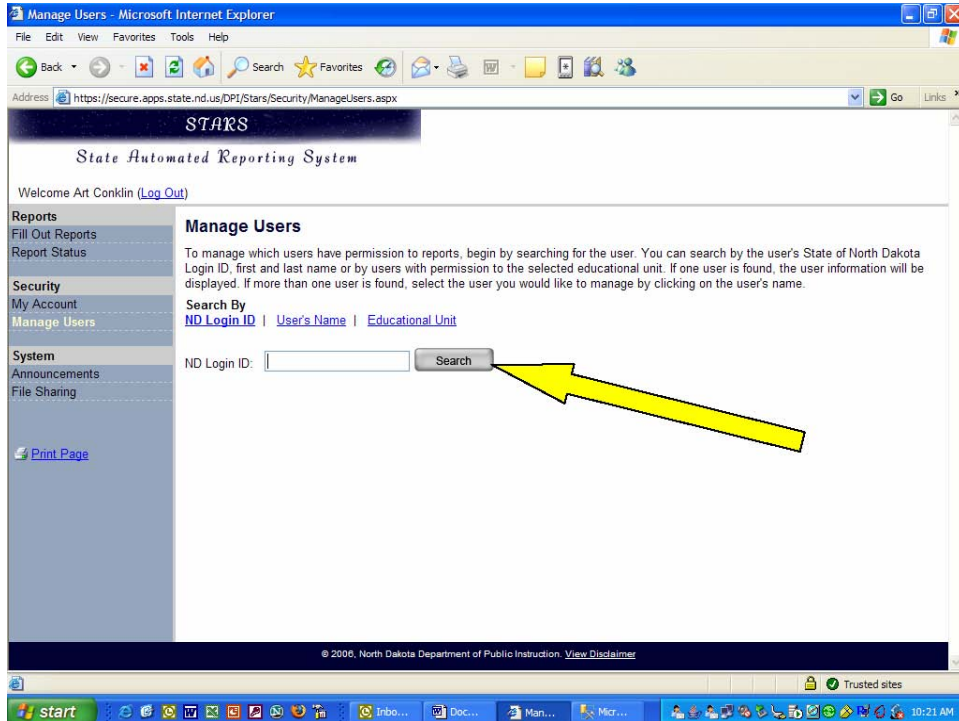 Manage Users - Microsoft Internet Explorer
File Edit View Favorites Tools Help
Back Search Favorites
Address https://secure.apps.state.nd.us/DPI/Stars/Security/ManageUsers.aspx Go Links »
STARS
State Automated Reporting System
Welcome Art Conklin (Log Out)
Reports
Fill Out Reports
Report Status
Security
My Account
Manage Users
System
Announcements
File Sharing
Print Page
Manage Users
To manage which users have permission to reports, begin by searching for the user. You can search by the user's State of North Dakota
Login ID, first and last name or by users with permission to the selected educational unit. If one user is found, the user information will be
displayed. If more than one user is found, select the user you would like to manage by clicking on the user's name.
Search By
ND Login ID | User's Name | Educational Unit
ND Login ID: Search
© 2006, North Dakota Department of Public Instruction. View Disclaimer
Trusted sites
start Inbo... Doc... Man... Micr... 10:21 AM